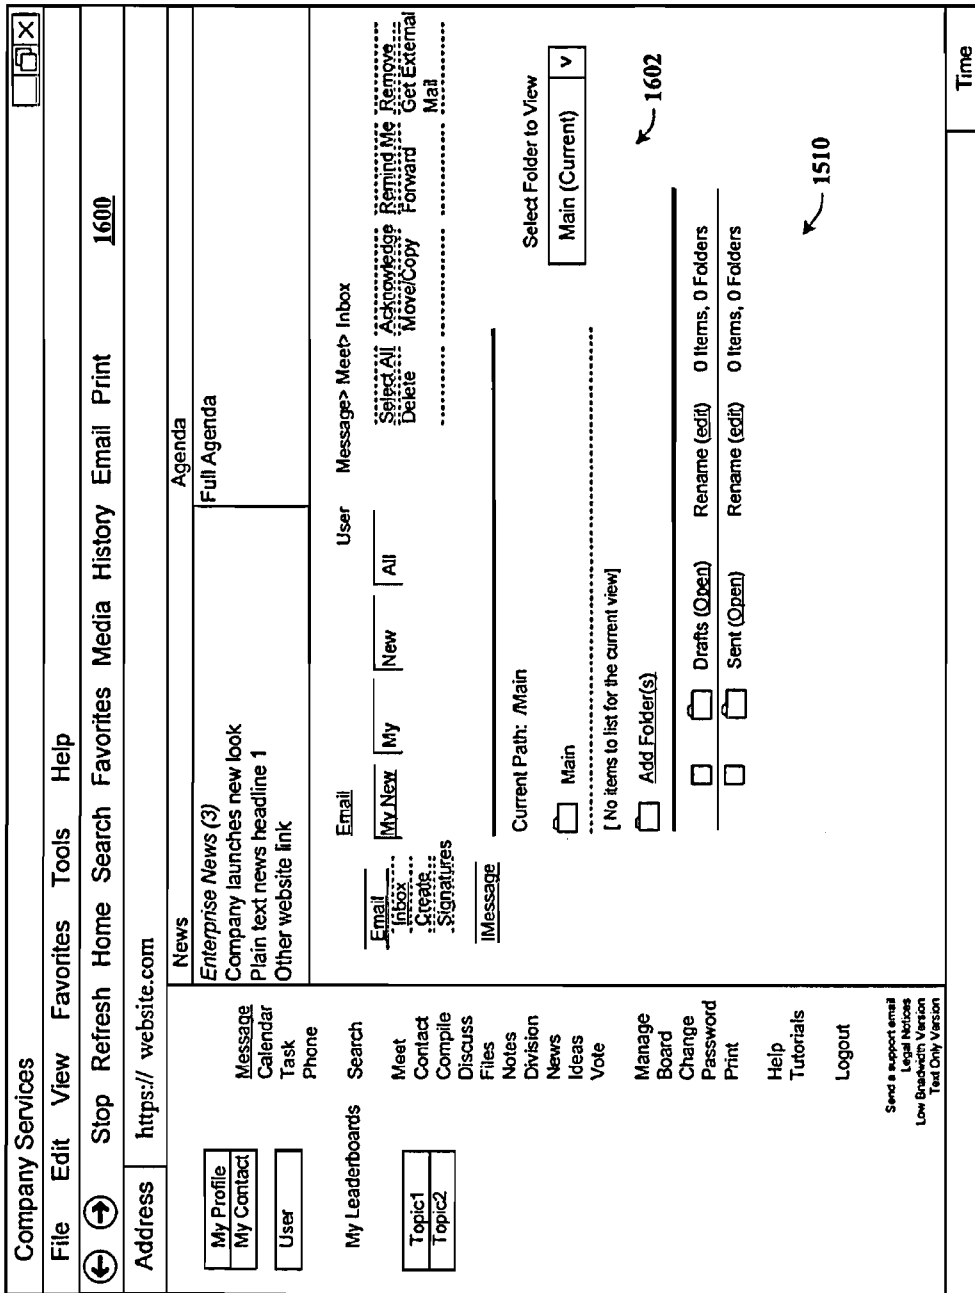 Company Services
File Edit View Favorites Tools Help
Stop Refresh Home Search Favorites Media History Email Print 1600
Address https:// website.com
News Agenda
Enterprise News (3) Full Agenda
Company launches new look
Plain text news headline 1
Other website link
My Profile
My Contact
User
My Leaderboards
Topic1
Topic2
Message
Calendar
Task
Phone
Search
Meet
Contact
Compile
Discuss
Files
Notes
Division
News
Ideas
Vote
Manage
Board
Change
Password
Print
Help
Tutorials
Logout
Send a support email
Legal Notices
Low Bnadwidth Version
Text Only Version
Email
Inbox
Create
Signatures
IMessage
Email User Message> Meet> Inbox
My New My New All
Select All Acknowledge Remind Me Remove
Delete Move/Copy Forward Get External
Mail
Current Path: /Main
Select Folder to View
Main
Main (Current) v
[ No items to list for the current view]
Add Folder(s)
1602
Drafts (Open) Rename (edit) 0 Items, 0 Folders
Sent (Open) Rename (edit) 0 Items, 0 Folders
1510
Time